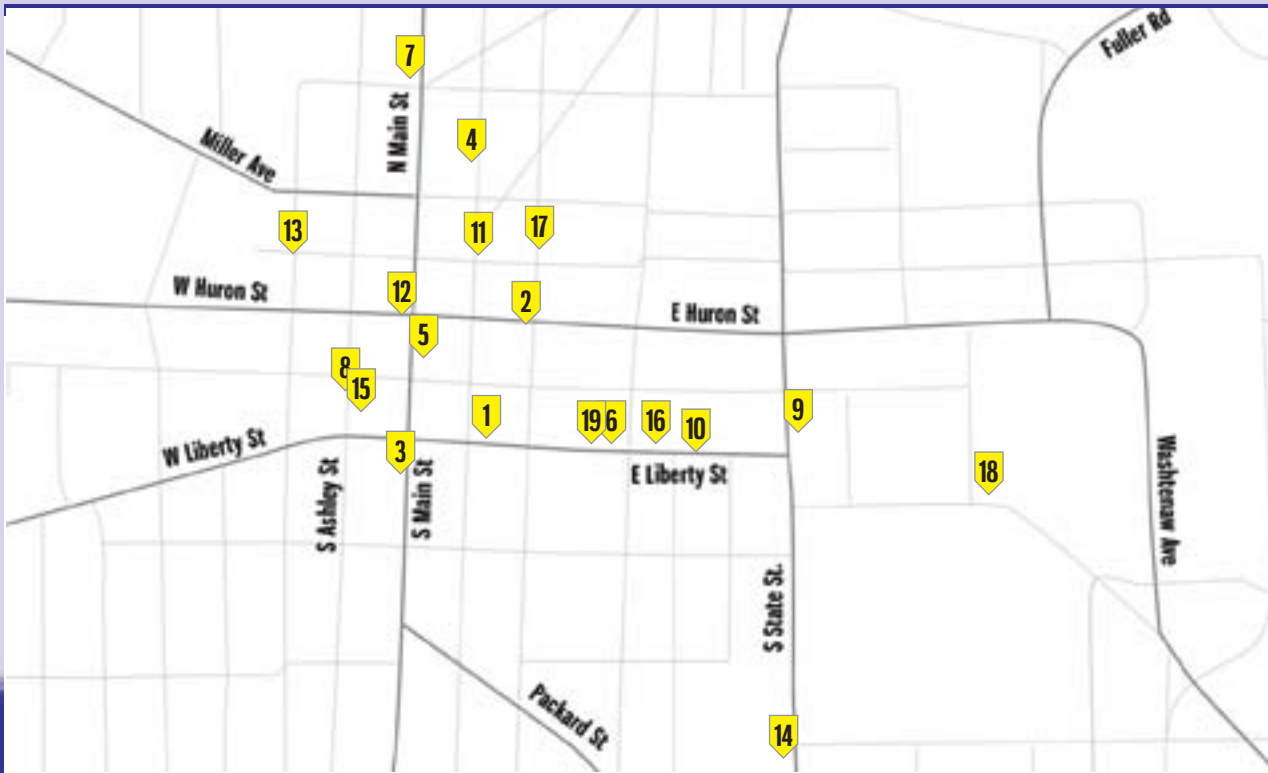 Fuller Rd
7
N Main St
4
Miller Ave
13
11
17
W Huron St
12
2
E Huron St
5
8
15
1
19
6
16
10
9
W Liberty St
3
E Liberty St
18
S Ashley St
S Main St
Washtenaw Ave
S State St.
Packard St
14